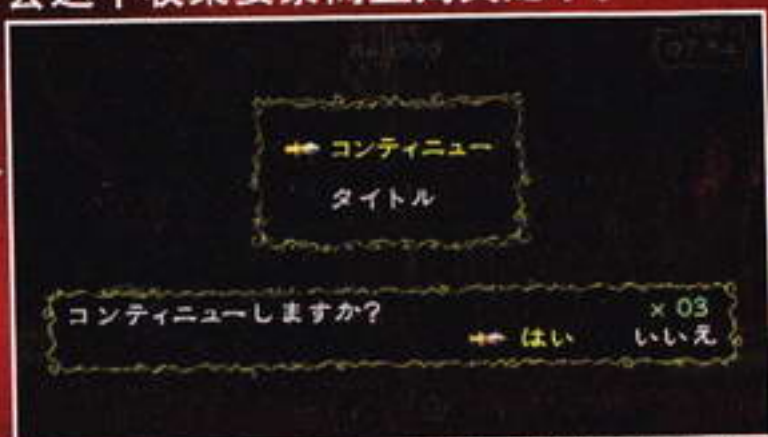 コンティニュー
タイトル
コンティニューしますか?
× 03
はい いいえ